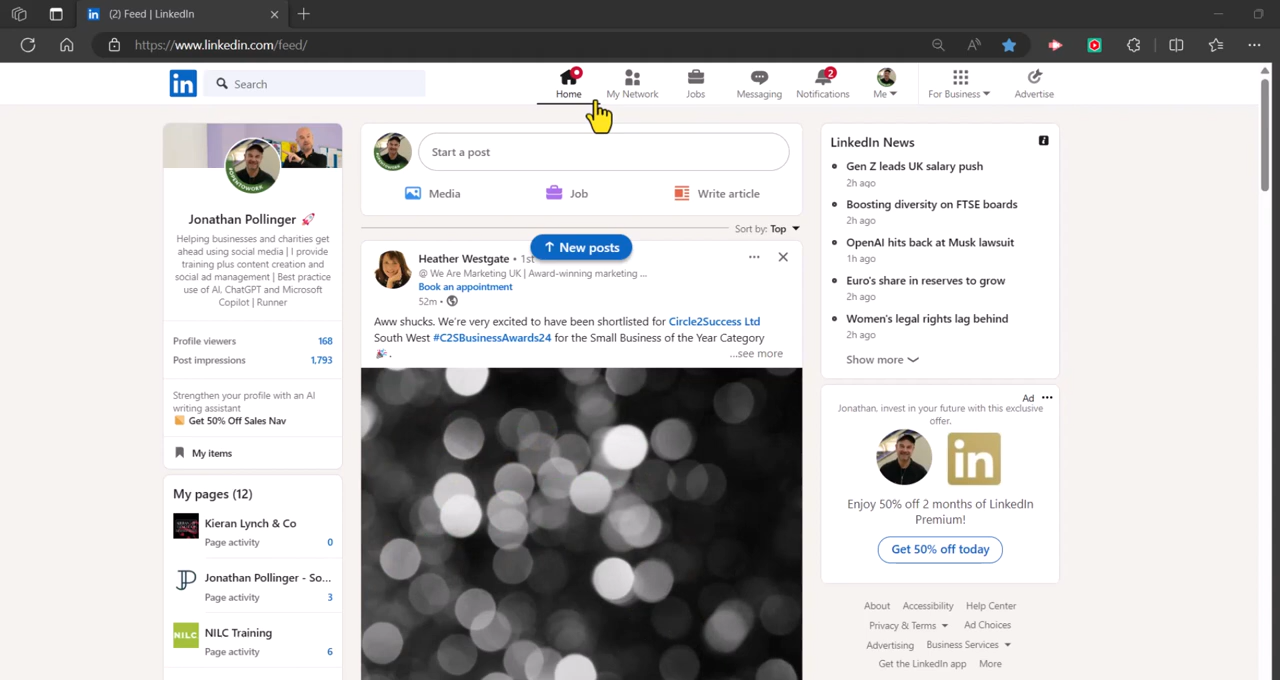 (2) Feed | LinkedIn
https://www.linkedin.com/feed/
in
Search
Home
My Network
Jobs
Messaging
2
Notifications
Me
For Business
Advertise
#OPENTOWORK
Jonathan Pollinger 🚀
Helping businesses and charities get
ahead using social media | I provide
training plus content creation and
social ad management | Best practice
use of AI, ChatGPT and Microsoft
Copilot | Runner
Profile viewers 168
Post impressions 1,793
Strengthen your profile with an AI
writing assistant
Get 50% Off Sales Nav
My items
My pages (12)
Kieran Lynch & Co
Page activity 0
Jonathan Pollinger - So...
Page activity 3
NILC
NILC Training
Page activity 6
Start a post
Media
Job
Write article
Sort by: Top
↑ New posts
Heather Westgate • 1st
@ We Are Marketing UK | Award-winning marketing ...
Book an appointment
52m •
Aww shucks. We're very excited to have been shortlisted for Circle2Success Ltd
South West #C2SBusinessAwards24 for the Small Business of the Year Category
🎉.
...see more
LinkedIn News
Gen Z leads UK salary push
2h ago
Boosting diversity on FTSE boards
2h ago
OpenAI hits back at Musk lawsuit
1h ago
Euro's share in reserves to grow
2h ago
Women's legal rights lag behind
2h ago
Show more
Ad
Jonathan, invest in your future with this exclusive
offer.
in
Enjoy 50% off 2 months of LinkedIn
Premium!
Get 50% off today
About Accessibility Help Center
Privacy & Terms Ad Choices
Advertising Business Services
Get the LinkedIn app More